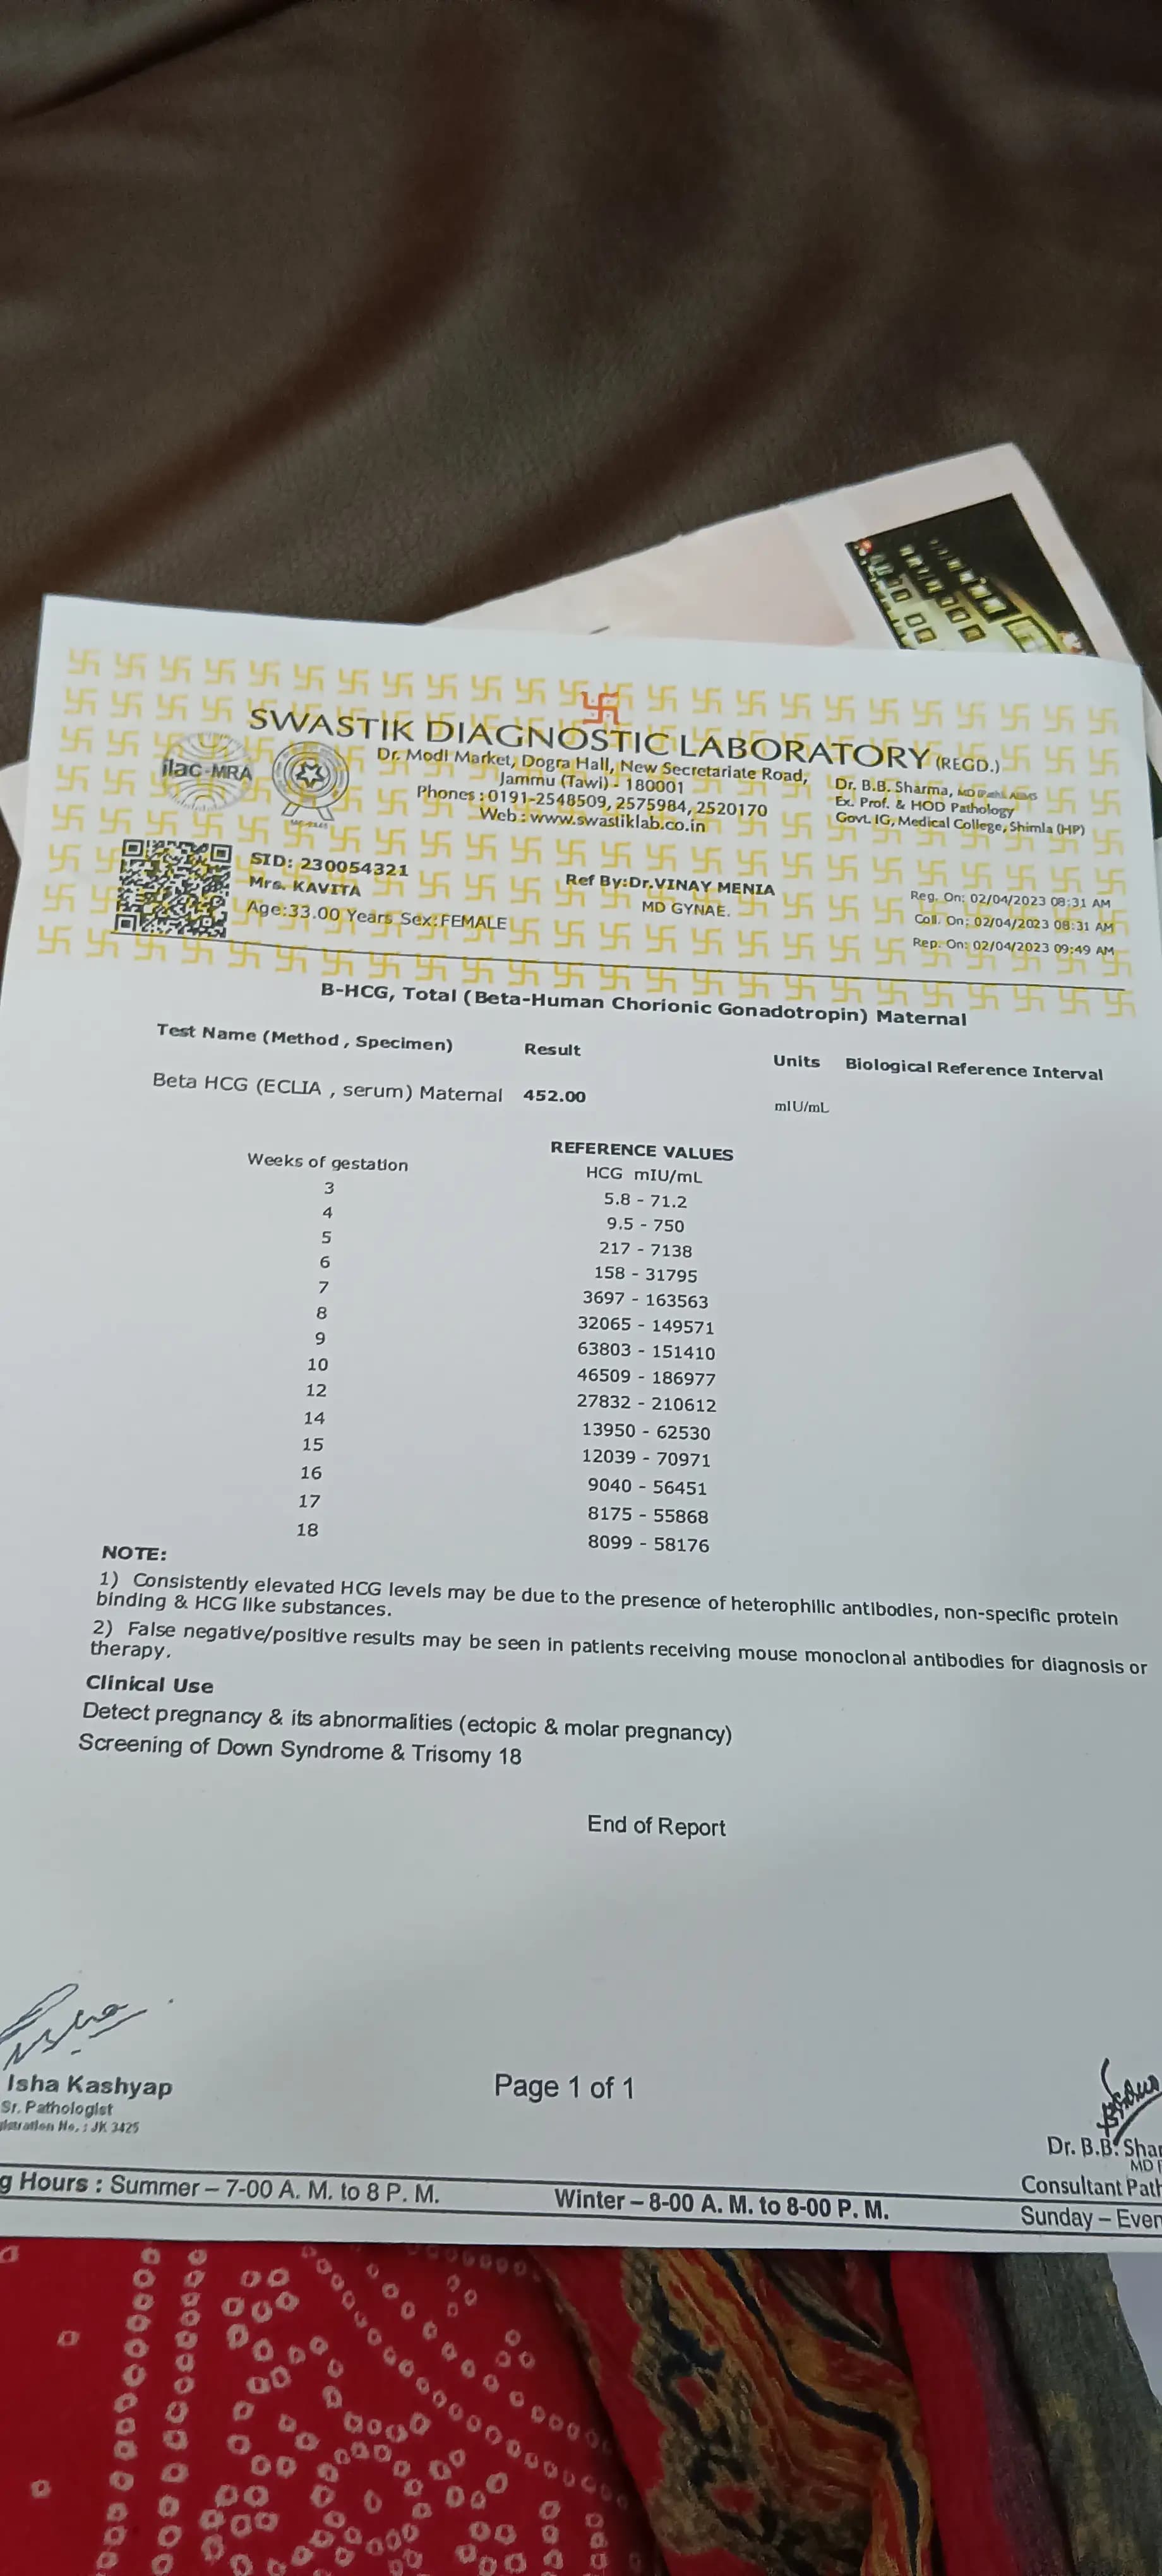 SWASTIK DIAGNOSTIC LABORATORY (REGD.)
ilac-MRA
Dr. Modi Market, Dogra Hall, New Secretariate Road,
Jammu (Tawi) - 180001
Phones : 0191-2548509, 2575984, 2520170
Web : www.swastiklab.co.in
Dr. B.B. Sharma, MD
Ex. Prof. & HOD Pathology
Govt. IG, Medical College, Shimla (HP)
SID: 230054321
Mrs. KAVITA
Age:33.00 Years Sex:FEMALE
Ref By:Dr.VINAY MENIA
MD GYNAE.
Reg. On: 02/04/2023 08:31 AM
Coll. On: 02/04/2023 08:31 AM
Rep. On: 02/04/2023 09:49 AM
B-HCG, Total (Beta-Human Chorionic Gonadotropin) Maternal
Test Name (Method , Specimen) Result Units Biological Reference Interval
Beta HCG (ECLIA , serum) Maternal 452.00 mIU/mL
REFERENCE VALUES
Weeks of gestation HCG mIU/mL
3 5.8 - 71.2
4 9.5 - 750
5 217 - 7138
6 158 - 31795
7 3697 - 163563
8 32065 - 149571
9 63803 - 151410
10 46509 - 186977
12 27832 - 210612
14 13950 - 62530
15 12039 - 70971
16 9040 - 56451
17 8175 - 55868
18 8099 - 58176
NOTE:
1) Consistently elevated HCG levels may be due to the presence of heterophilic antibodies, non-specific protein
binding & HCG like substances.
2) False negative/positive results may be seen in patients receiving mouse monoclonal antibodies for diagnosis or
therapy.
Clinical Use
Detect pregnancy & its abnormalities (ectopic & molar pregnancy)
Screening of Down Syndrome & Trisomy 18
End of Report
Isha Kashyap
Sr. Pathologist
No. : JK 3425
Page 1 of 1
Dr. B.B. Shar
MD
Consultant Path
g Hours : Summer – 7-00 A. M. to 8 P. M.
Winter – 8-00 A. M. to 8-00 P. M.
Sunday – Even